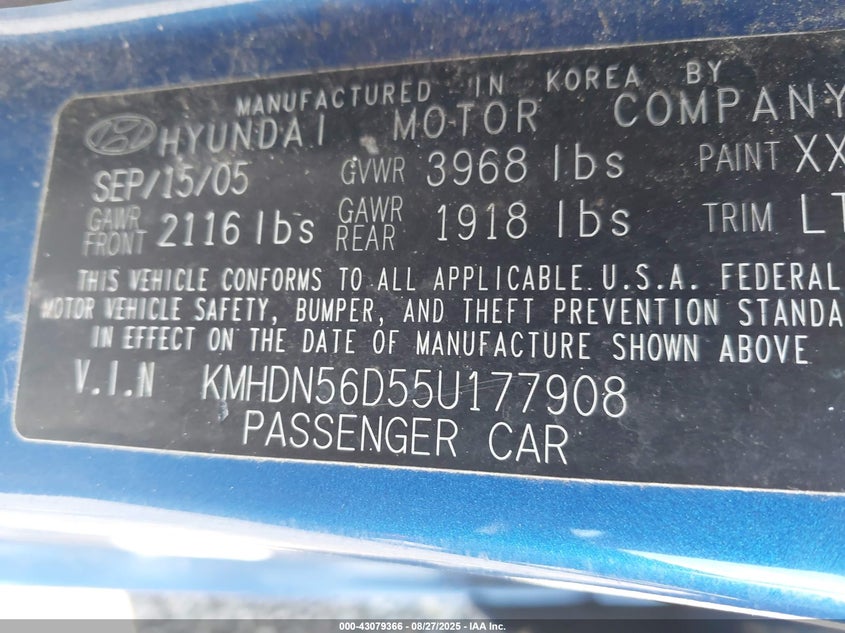 MANUFACTURED IN KOREA BY
HYUNDAI MOTOR COMPANY
SEP/15/05 GVWR 3968 lbs PAINT XX
GAWR FRONT 2116 lbs GAWR REAR 1918 lbs TRIM LT
THIS VEHICLE CONFORMS TO ALL APPLICABLE U.S.A. FEDERAL
MOTOR VEHICLE SAFETY, BUMPER, AND THEFT PREVENTION STANDA
IN EFFECT ON THE DATE OF MANUFACTURE SHOWN ABOVE
V.I.N KMHDN56D55U177908
PASSENGER CAR
000-43079366 | 08/27/2025 - IAA Inc.